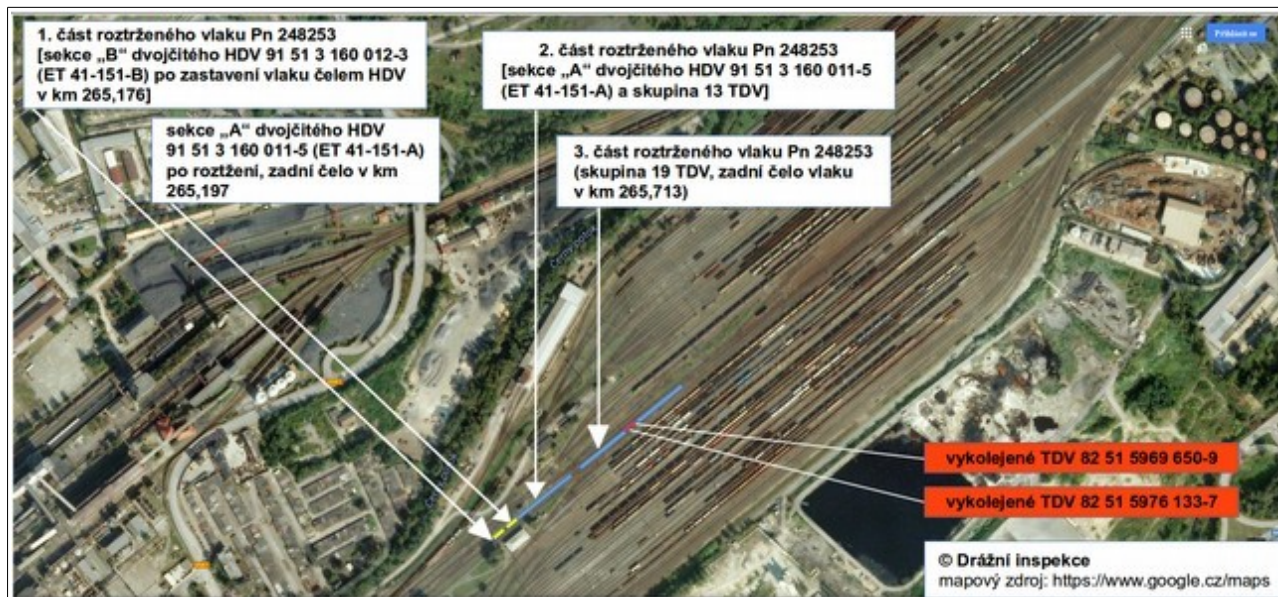 1. část roztrženého vlaku Pn 248253
[sekce „B“ dvojčitého HDV 91 51 3 160 012-3
(ET 41-151-B) po zastavení vlaku čelem HDV
v km 265,176]
sekce „A“ dvojčitého HDV
91 51 3 160 011-5 (ET 41-151-A)
po roztžení, zadní čelo v km
265,197
2. část roztrženého vlaku Pn 248253
[sekce „A“ dvojčitého HDV 91 51 3 160 011-5
(ET 41-151-A) a skupina 13 TDV]
3. část roztrženého vlaku Pn 248253
(skupina 19 TDV, zadní čelo vlaku
v km 265,713)
Přihlásit se
vykolejené TDV 82 51 5969 650-9
vykolejené TDV 82 51 5976 133-7
© Drážní inspekce
mapový zdroj: https://www.google.cz/maps